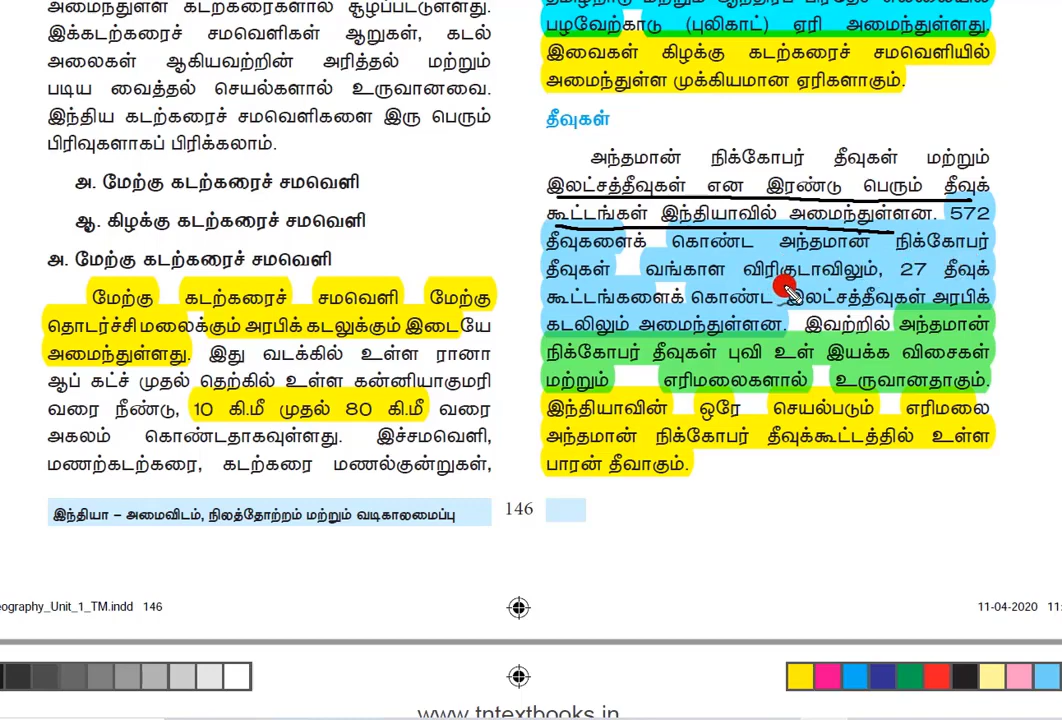 அமைந்துள்ள கடற்கரைகளால் சூழப்பட்டுள்ளது.
இக்கடற்கரைச் சமவெளிகள் ஆறுகள், கடல்
அலைகள் ஆகியவற்றின் அரித்தல் மற்றும்
படிய வைத்தல் செயல்களால் உருவானவை.
இந்திய கடற்கரைச் சமவெளிகளை இரு பெரும்
பிரிவுகளாகப் பிரிக்கலாம்.
அ. மேற்கு கடற்கரைச் சமவெளி
ஆ. கிழக்கு கடற்கரைச் சமவெளி
அ. மேற்கு கடற்கரைச் சமவெளி
மேற்கு கடற்கரைச் சமவெளி மேற்கு
தொடர்ச்சி மலைக்கும் அரபிக் கடலுக்கும் இடையே
அமைந்துள்ளது. இது வடக்கில் உள்ள ரானா
ஆப் கட்ச் முதல் தெற்கில் உள்ள கன்னியாகுமரி
வரை நீண்டு, 10 கி.மீ முதல் 80 கி.மீ வரை
அகலம் கொண்டதாகவுள்ளது. இச்சமவெளி,
மணற்கடற்கரை, கடற்கரை மணல்குன்றுகள்,
தமிழ்நாடு மற்றும் ஆந்திரப் பிரதேச எல்லையில்
பழவேற்காடு (புலிகாட்) ஏரி அமைந்துள்ளது.
இவைகள் கிழக்கு கடற்கரைச் சமவெளியில்
அமைந்துள்ள முக்கியமான ஏரிகளாகும்.
தீவுகள்
அந்தமான் நிக்கோபர் தீவுகள் மற்றும்
இலட்சத்தீவுகள் என இரண்டு பெரும் தீவுக்
கூட்டங்கள் இந்தியாவில் அமைந்துள்ளன. 572
தீவுகளைக் கொண்ட அந்தமான் நிக்கோபர்
தீவுகள் வங்காள விரிகுடாவிலும், 27 தீவுக்
கூட்டங்களைக் கொண்ட இலட்சத்தீவுகள் அரபிக்
கடலிலும் அமைந்துள்ளன. இவற்றில் அந்தமான்
நிக்கோபர் தீவுகள் புவி உள் இயக்க விசைகள்
மற்றும் எரிமலைகளால் உருவானதாகும்.
இந்தியாவின் ஒரே செயல்படும் எரிமலை
அந்தமான் நிக்கோபர் தீவுக்கூட்டத்தில் உள்ள
பாரன் தீவாகும்.
இந்தியா – அமைவிடம், நிலத்தோற்றம் மற்றும் வடிகாலமைப்பு
146
eography_Unit_1_TM.indd 146
11-04-2020 11:
www.tntextbooks.in